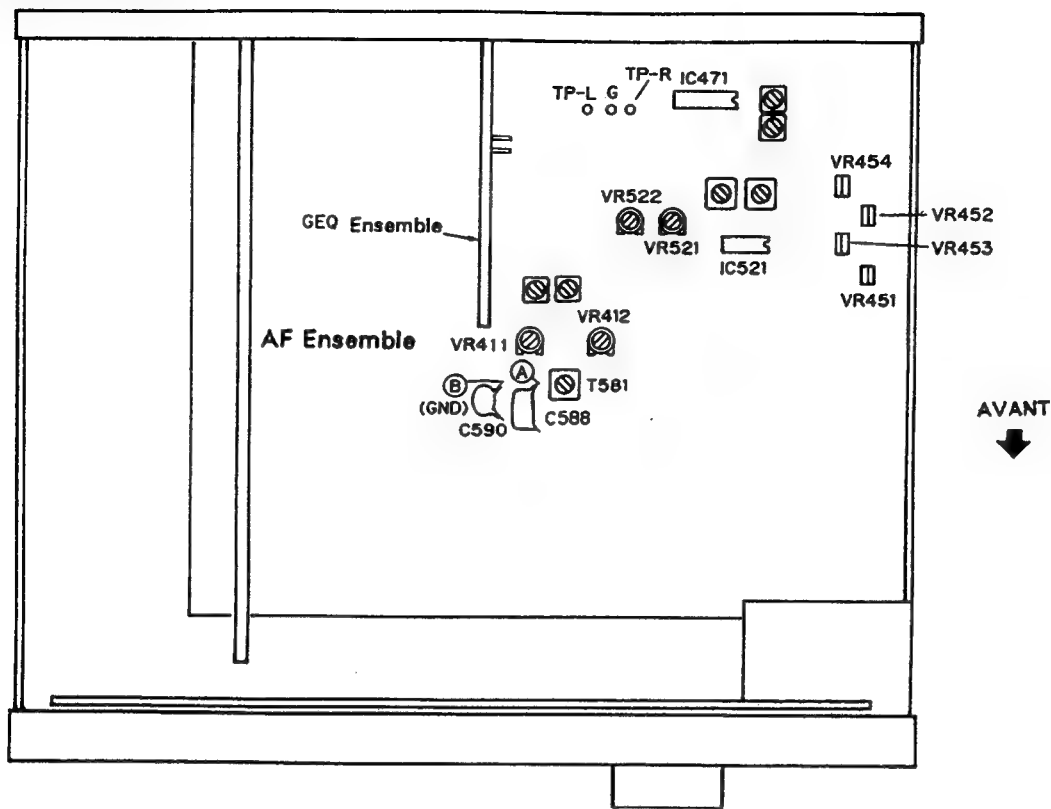 TP-R
IC471
TP-L
G
VR454
VR522
VR452
GEQ Ensemble
VR521
IC521
VR453
VR451
VR412
AF Ensemble
VR411
A
B
T581
(GND)
C588
C590
AVANT